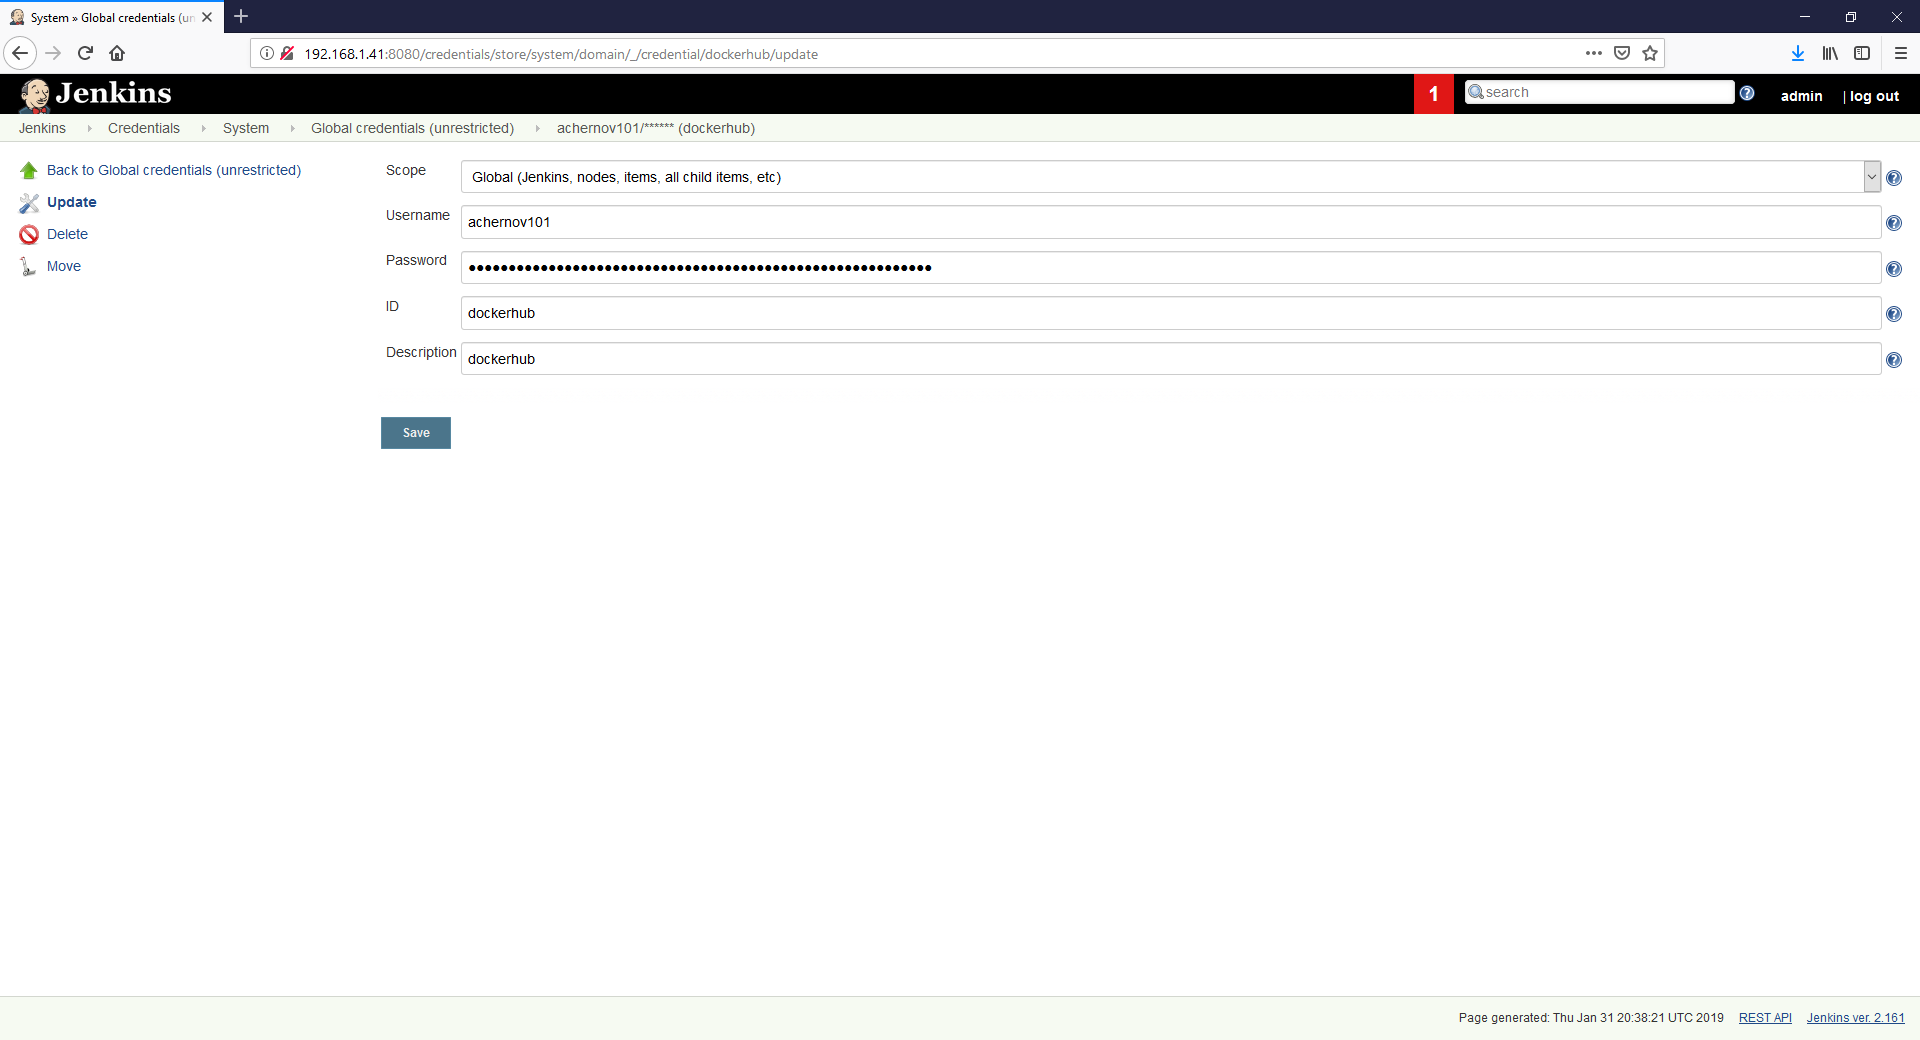 System » Global credentials (un
192.168.1.41:8080/credentials/store/system/domain/_/credential/dockerhub/update
Jenkins
1
search
admin
| log out
Jenkins
Credentials
System
Global credentials (unrestricted)
achernov101/****** (dockerhub)
Back to Global credentials (unrestricted)
Update
Delete
Move
Scope
Global (Jenkins, nodes, items, all child items, etc)
Username
achernov101
Password
●●●●●●●●●●●●●●●●●●●●●●●●●●●●●●●●●●●●●●●●●●●●●●●●●●●●●●●●●●
ID
dockerhub
Description
dockerhub
Save
Page generated: Thu Jan 31 20:38:21 UTC 2019
REST API
Jenkins ver. 2.161